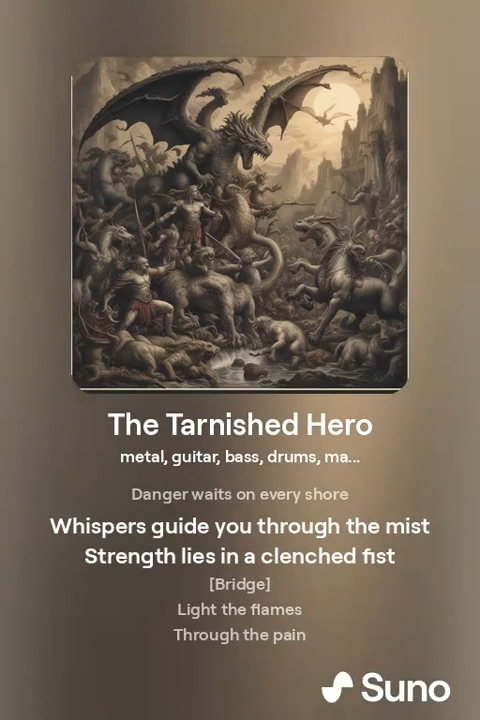 The Tarnished Hero
metal, guitar, bass, drums, ma...
Danger waits on every shore
Whispers guide you through the mist
Strength lies in a clenched fist
[Bridge]
Light the flames
Through the pain
Suno